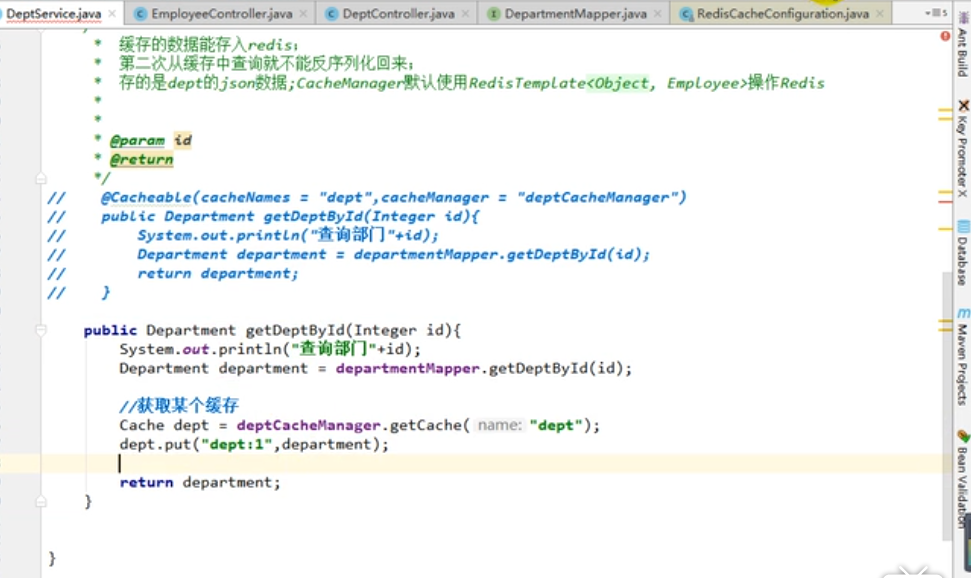 DeptService.java × EmployeeController.java × DeptController.java × DepartmentMapper.java × RedisCacheConfiguration.java × 5
* 缓存的数据能存入redis;
* 第二次从缓存中查询就不能反序列化回来;
* 存的是dept的json数据;CacheManager默认使用RedisTemplate<Object, Employee>操作Redis
*
*
* @param id
* @return
*/
// @Cacheable(cacheNames = "dept",cacheManager = "deptCacheManager")
// public Department getDeptById(Integer id){
// System.out.println("查询部门"+id);
// Department department = departmentMapper.getDeptById(id);
// return department;
// }
public Department getDeptById(Integer id){
System.out.println("查询部门"+id);
Department department = departmentMapper.getDeptById(id);
//获取某个缓存
Cache dept = deptCacheManager.getCache( name: "dept");
dept.put("dept:1",department);
return department;
}
}
Ant Build
Key Promoter X
Database
Maven Projects
Bean Validation